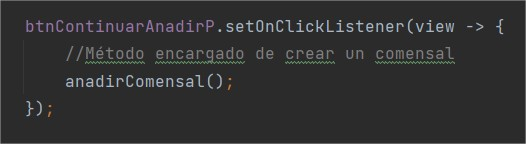 btnContinuarAnadirP.setOnClickListener(view -> {
//Método encargado de crear un comensal
anadirComensal();
});